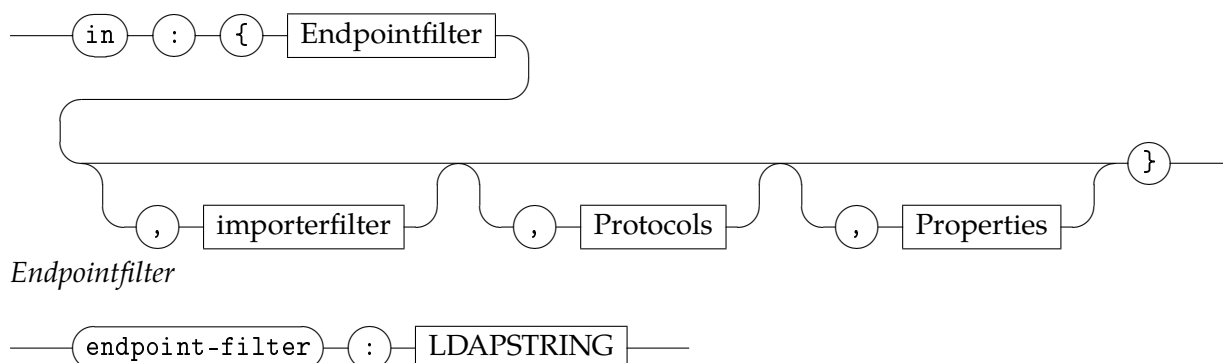 in : { Endpointfilter
}
, importerfilter , Protocols , Properties
Endpointfilter
endpoint-filter : LDAPSTRING